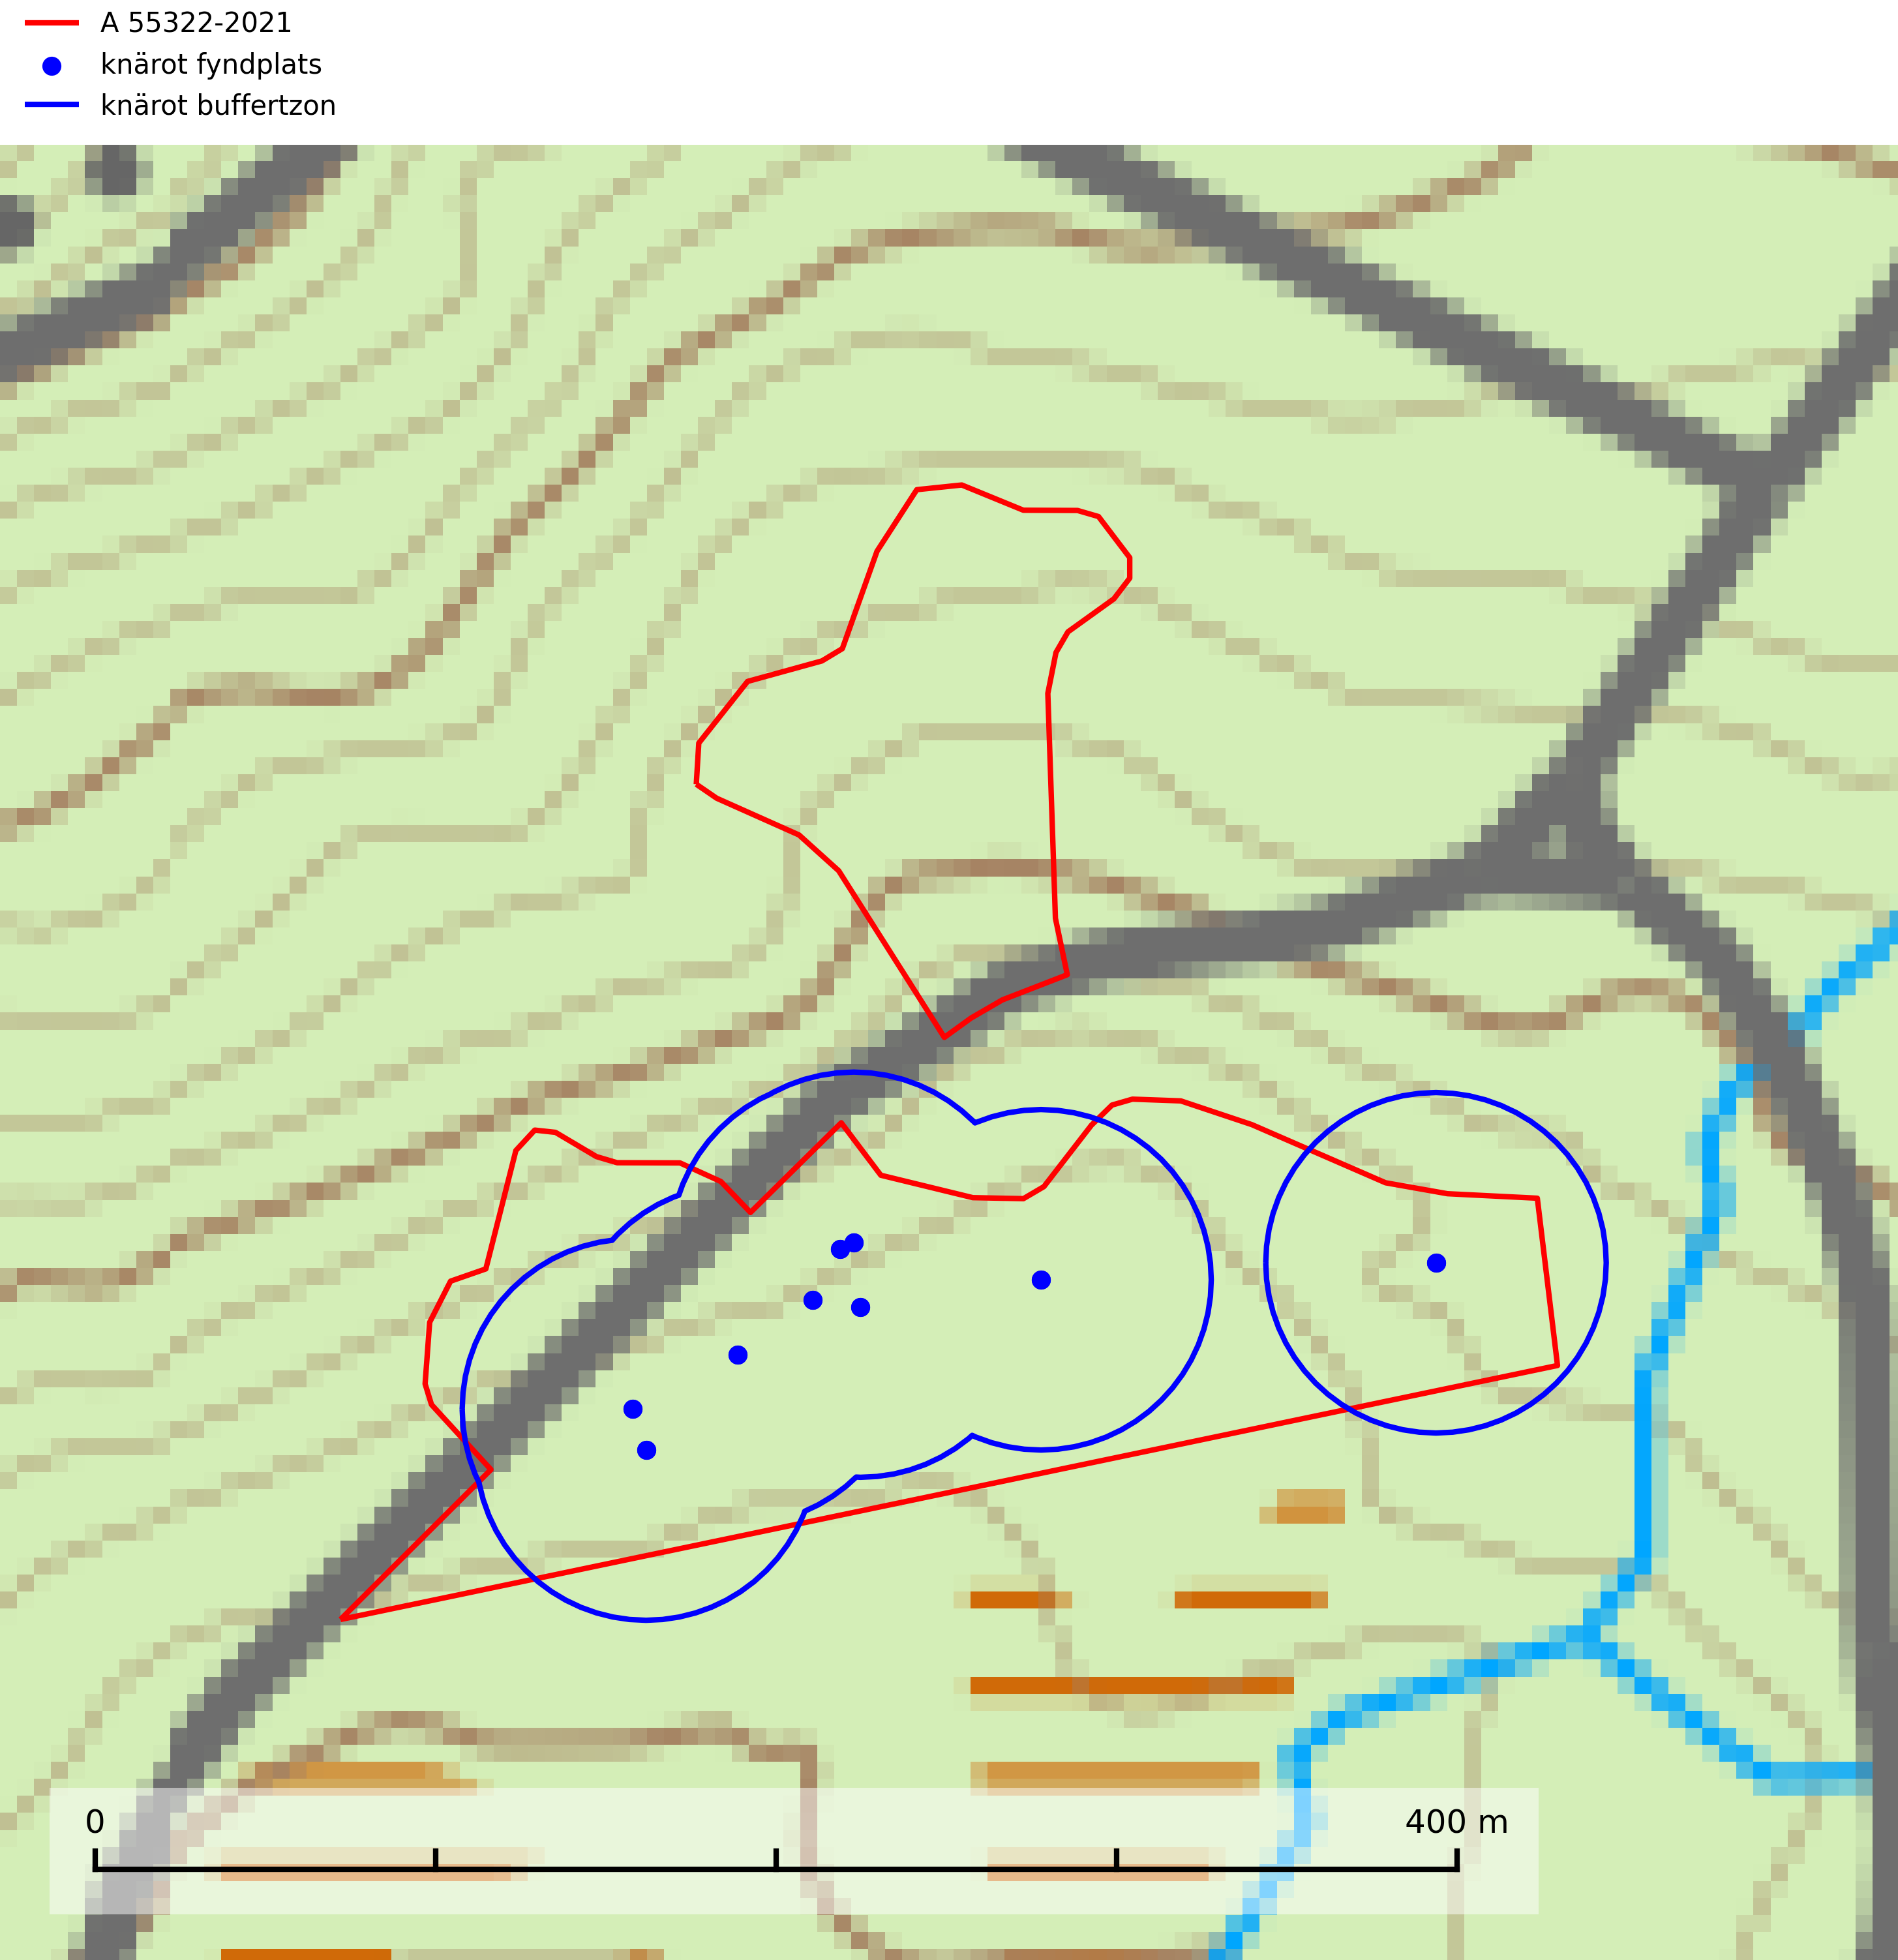 A 55322-2021
knärot fyndplats
knärot buffertzon
0 400 m